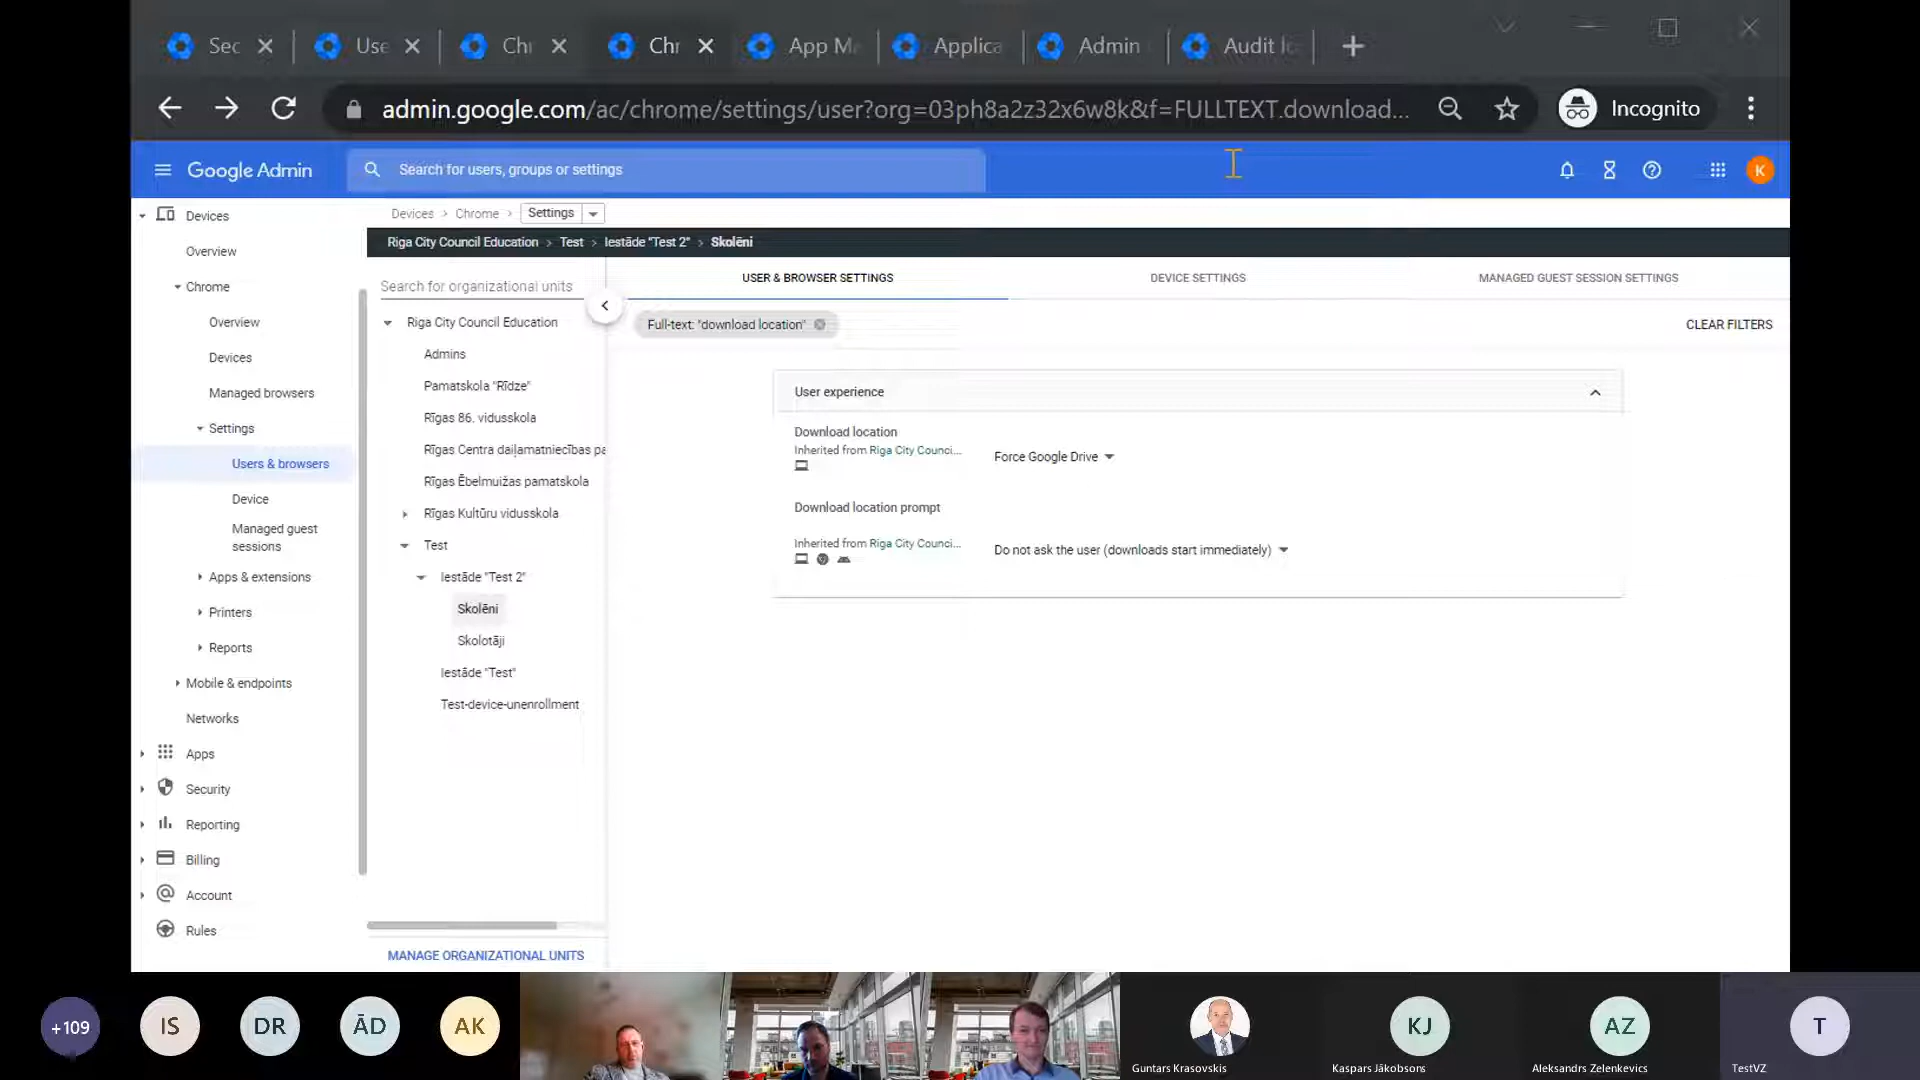 Sec
Use
Chr
Chr
App M
Applica
Admin
Audit lo
admin.google.com/ac/chrome/settings/user?org=03ph8a2z32x6w8k&f=FULLTEXT.download...
Incognito
Google Admin
Search for users, groups or settings
K
Devices
Overview
Chrome
Overview
Devices
Managed browsers
Settings
Users & browsers
Device
Managed guest
sessions
Apps & extensions
Printers
Reports
Mobile & endpoints
Networks
Apps
Security
Reporting
Billing
Account
Rules
Devices > Chrome > Settings
Riga City Council Education > Test > Iestāde "Test 2" > Skolēni
Search for organizational units
Riga City Council Education
Admins
Pamatskola "Rīdze"
Rīgas 86. vidusskola
Rīgas Centra daiļamatniecības pa
Rīgas Ēbelmuižas pamatskola
Rīgas Kultūru vidusskola
Test
Iestāde "Test 2"
Skolēni
Skolotāji
Iestāde "Test"
Test-device-unenrollment
MANAGE ORGANIZATIONAL UNITS
USER & BROWSER SETTINGS
DEVICE SETTINGS
MANAGED GUEST SESSION SETTINGS
Full-text: "download location"
CLEAR FILTERS
User experience
Download location
Inherited from Riga City Counci...
Force Google Drive
Download location prompt
Inherited from Riga City Counci...
Do not ask the user (downloads start immediately)
+109
IS
DR
ĀD
AK
Guntars Krasovskis
KJ
Kaspars Jākobsons
AZ
Aleksandrs Zelenkevics
T
TestVZ